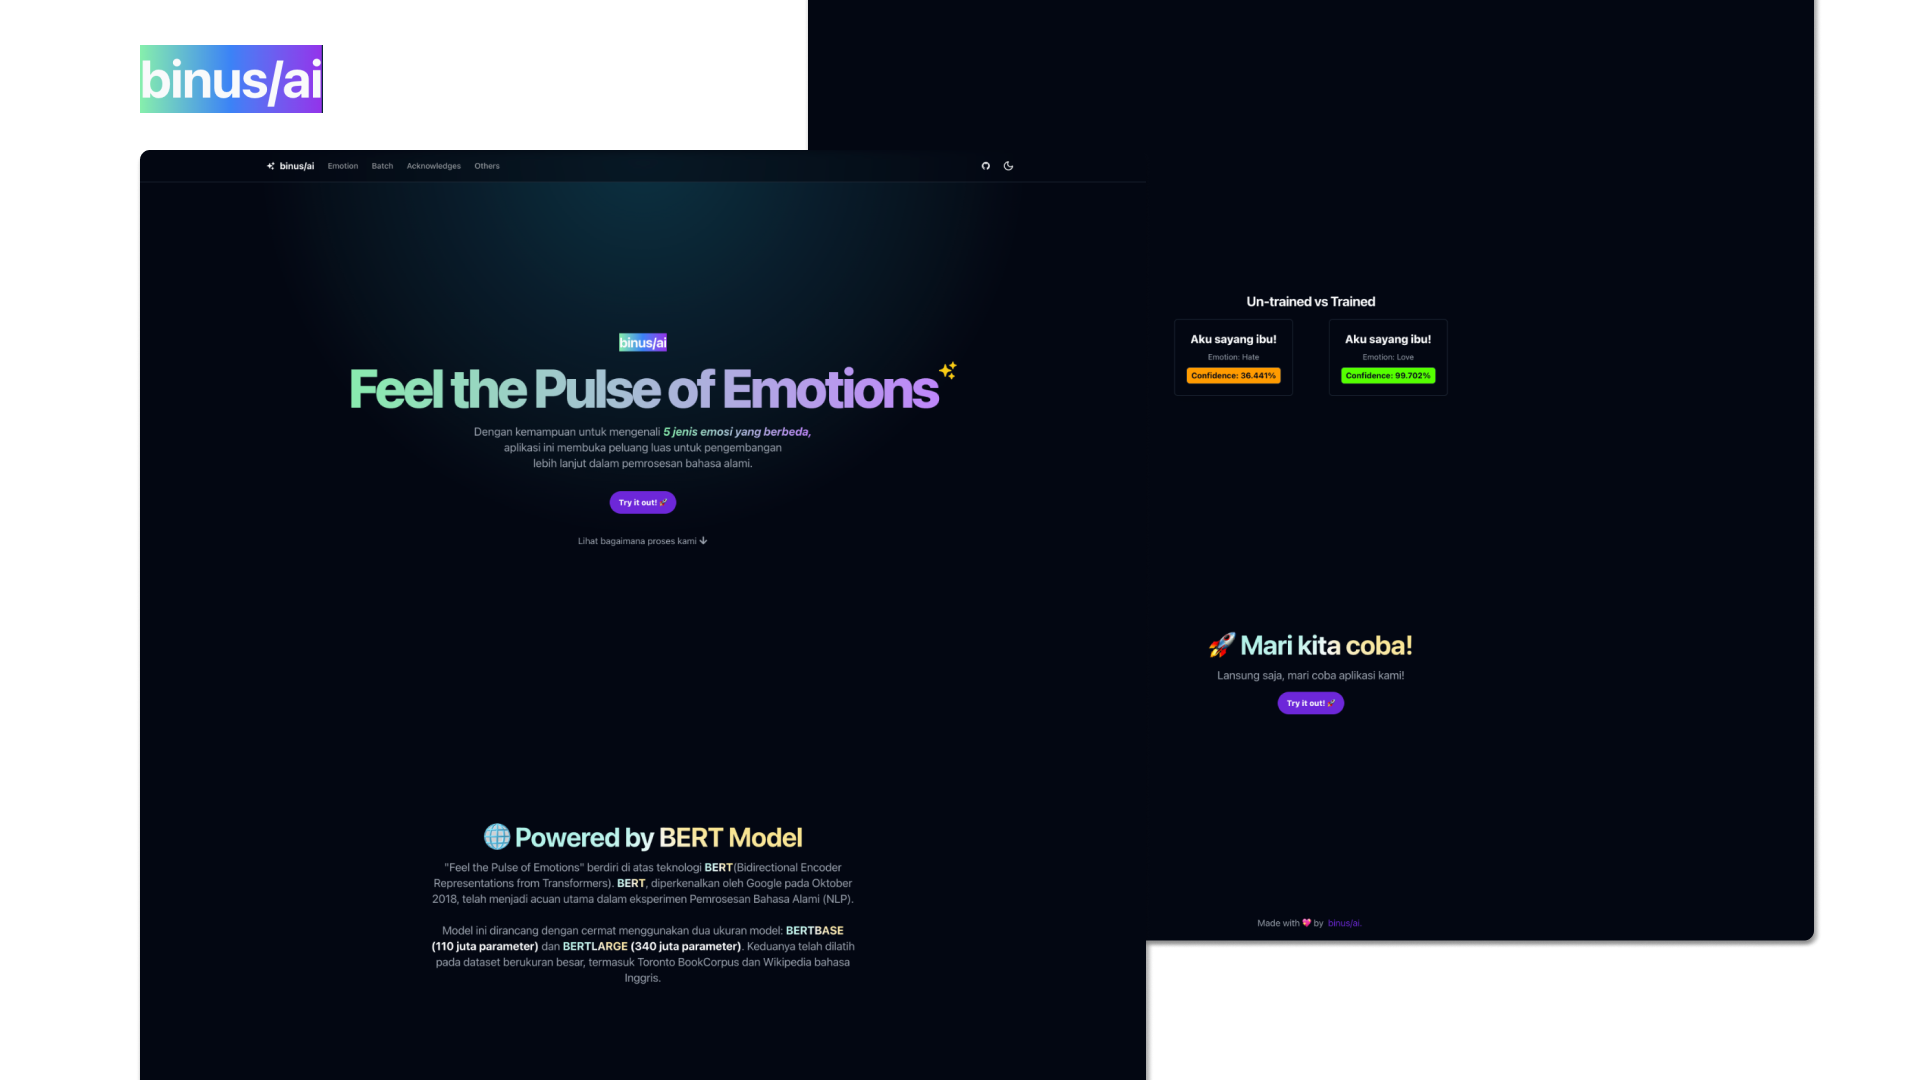 binus/ai
binus/ai
Emotion
Batch
Acknowledges
Others
binus/ai
Feel the Pulse of Emotions
Dengan kemampuan untuk mengenali 5 jenis emosi yang berbeda,
aplikasi ini membuka peluang luas untuk pengembangan
lebih lanjut dalam pemrosesan bahasa alami.
Try it out! 🚀
Lihat bagaimana proses kami ↓
🌐 Powered by BERT Model
"Feel the Pulse of Emotions" berdiri di atas teknologi BERT(Bidirectional Encoder
Representations from Transformers). BERT, diperkenalkan oleh Google pada Oktober
2018, telah menjadi acuan utama dalam eksperimen Pemrosesan Bahasa Alami (NLP).
Model ini dirancang dengan cermat menggunakan dua ukuran model: BERTBASE
(110 juta parameter) dan BERTLARGE (340 juta parameter). Keduanya telah dilatih
pada dataset berukuran besar, termasuk Toronto BookCorpus dan Wikipedia bahasa
Inggris.
Un-trained vs Trained
Aku sayang ibu!
Emotion: Hate
Confidence: 36.441%
Aku sayang ibu!
Emotion: Love
Confidence: 99.702%
🚀 Mari kita coba!
Lansung saja, mari coba aplikasi kami!
Try it out! 🚀
Made with 💖 by binus/ai.